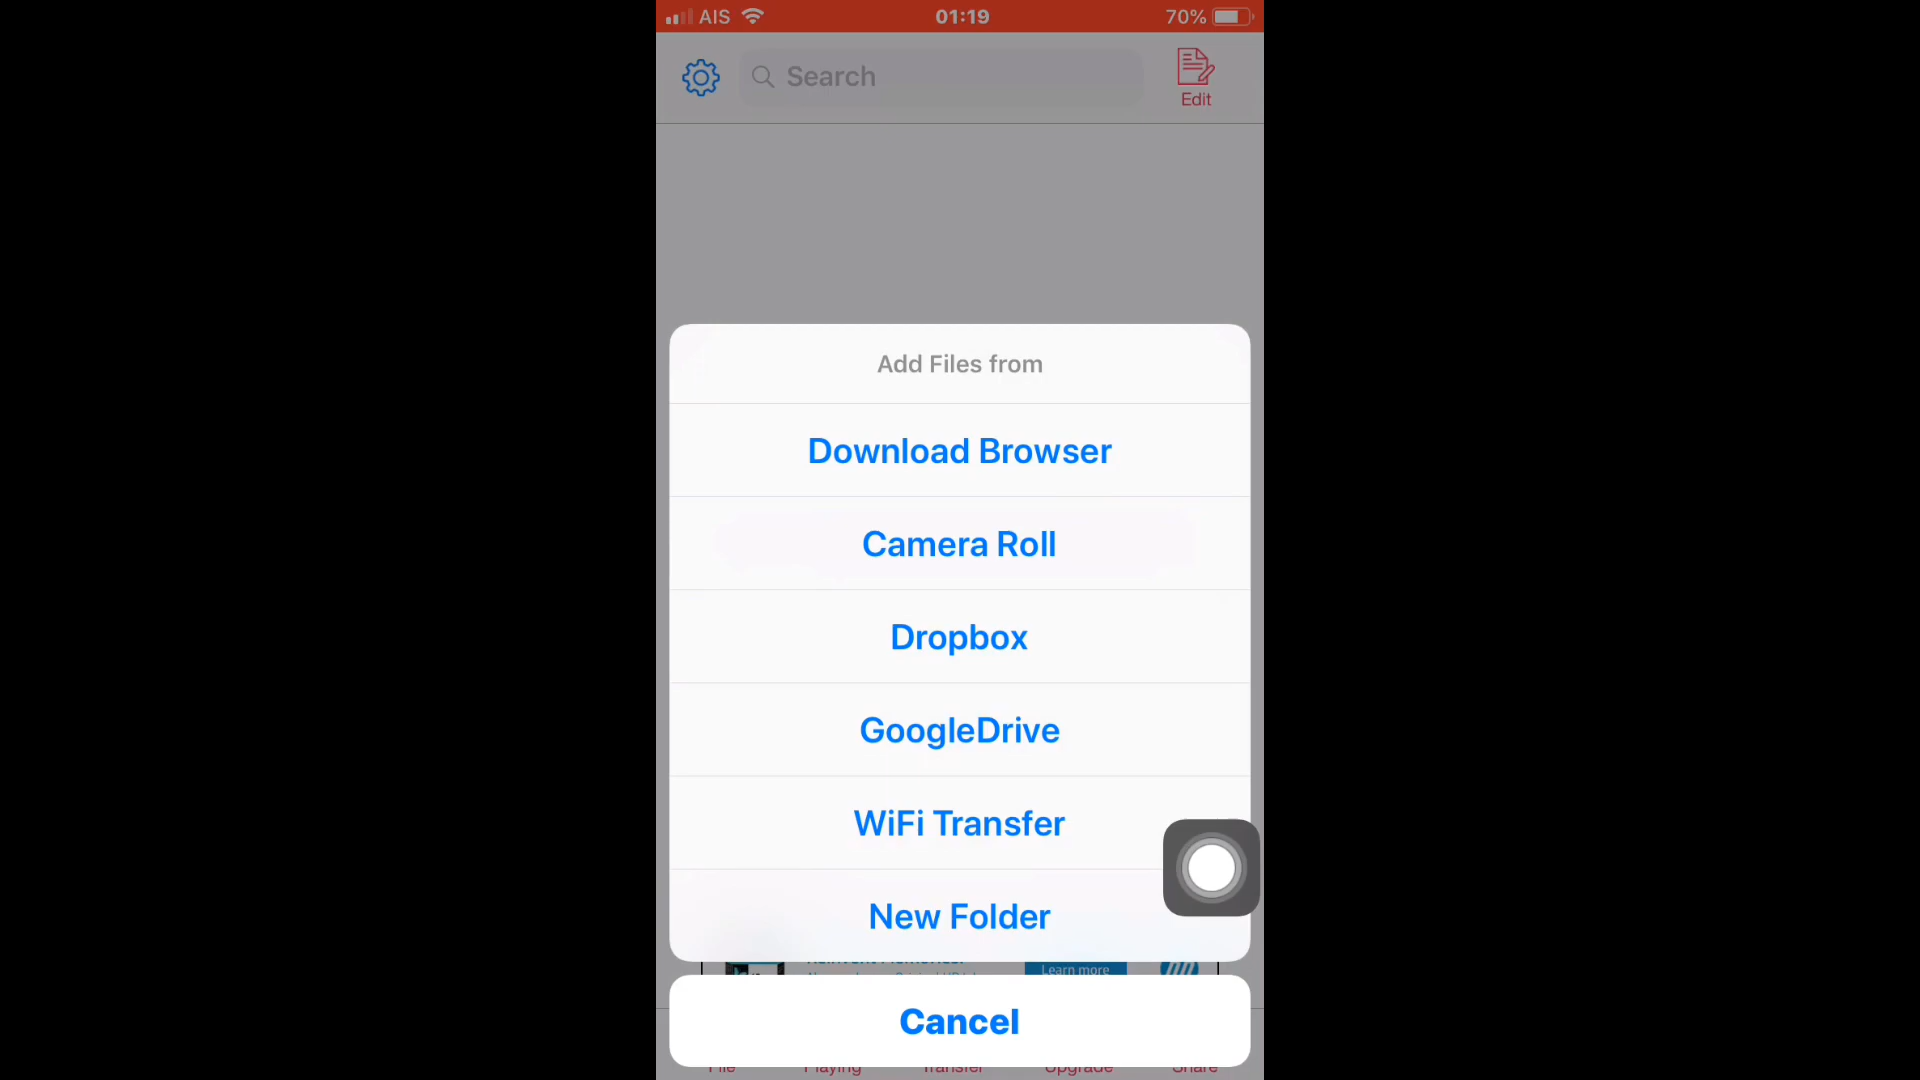 AIS 01:19 70%
Search
Edit
Add Files from
Download Browser
Camera Roll
Dropbox
GoogleDrive
WiFi Transfer
New Folder
Learn more
Cancel
File Playing Transfer Upgrade Share